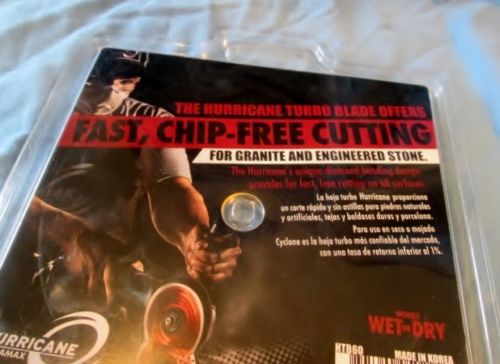 THE HURRICANE TURBO BLADE OFFERS
FAST, CHIP-FREE CUTTING
FOR GRANITE AND ENGINEERED STONE.
The Hurricane's unique diamond bonding design
provides for fast, free cutting on all surfaces.
La hoja turbo Hurricane proporciona
un corte rápido y sin astillas para piedras naturales
y artificiales, tejas y baldosas duras y porcelana.
Para uso en seco o mojado
Cyclone es la hoja turbo más confiable del mercado,
con una tasa de retorno inferior al 1%.
WORKS
WET OR DRY
HURRICANE
AMAX
HTB60
MADE IN KOREA